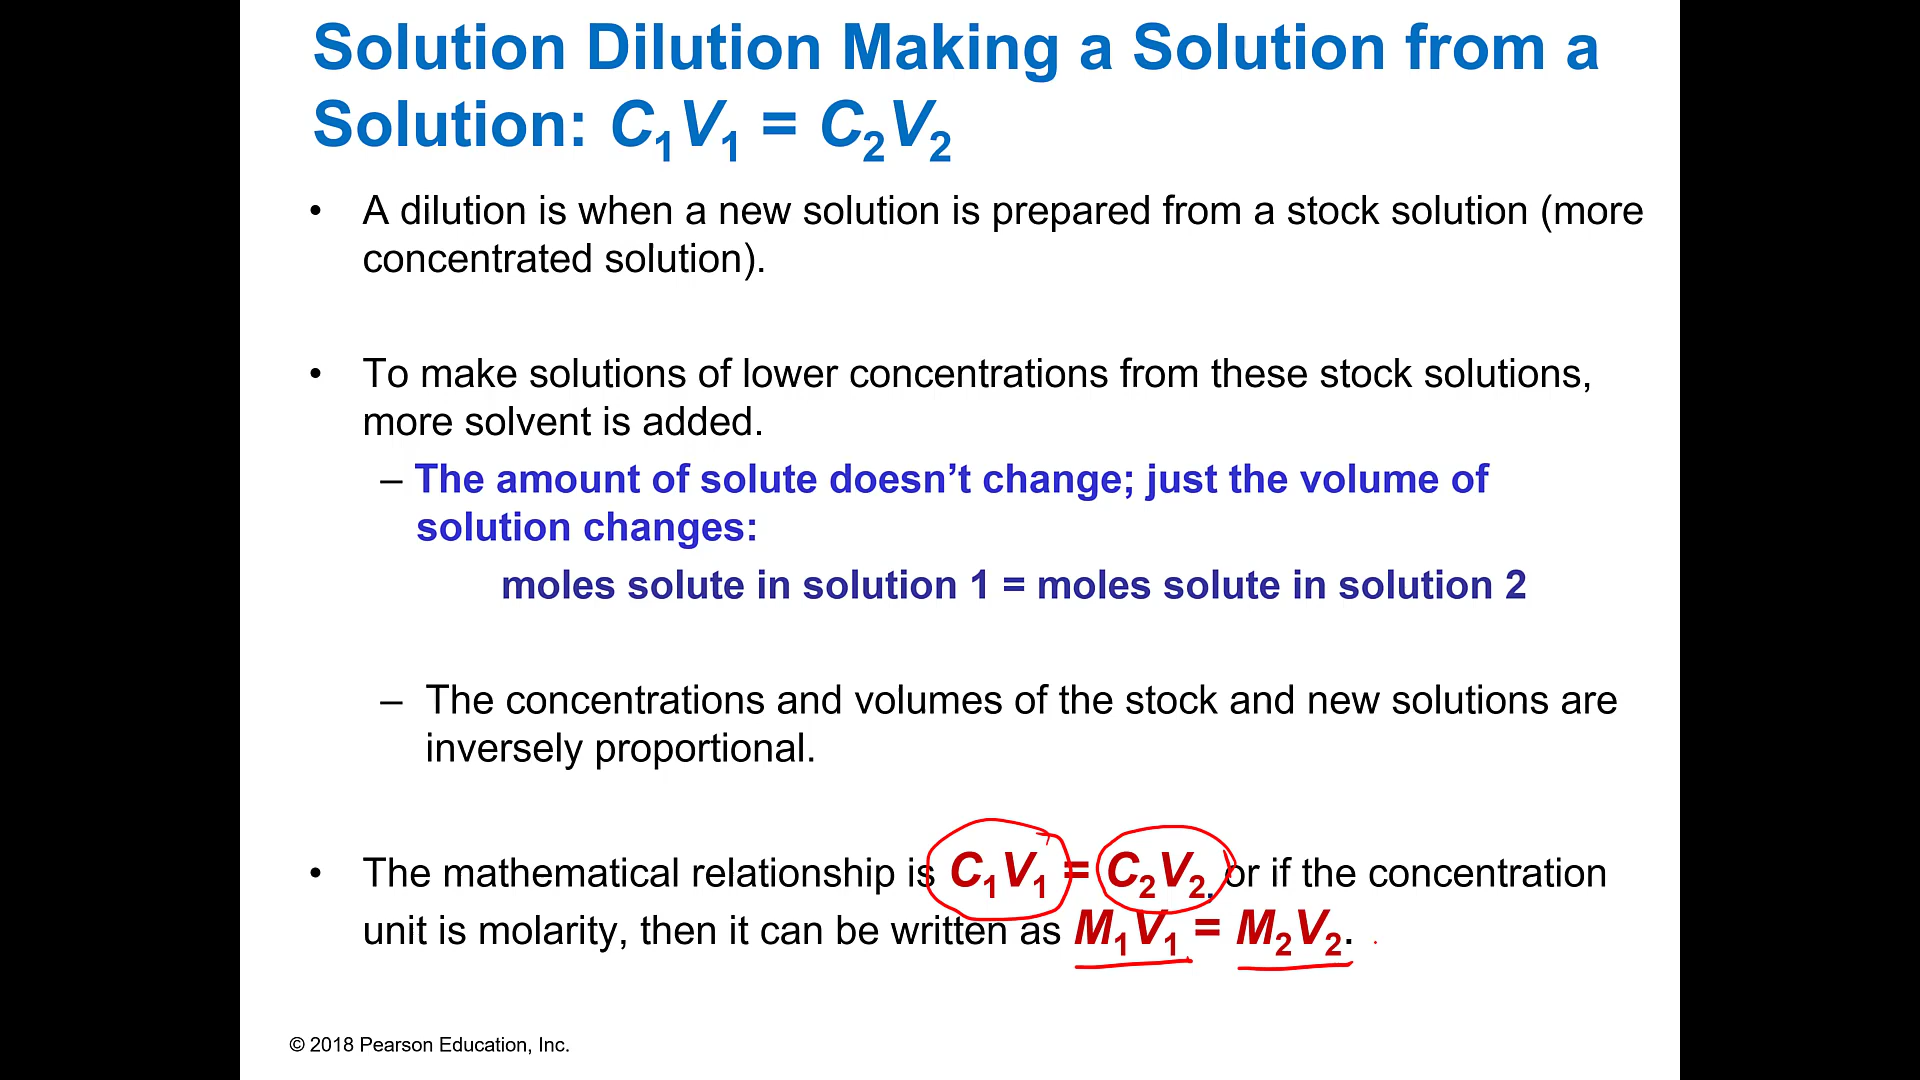 Solution Dilution Making a Solution from a
Solution: C₁V₁ = C₂V₂
• A dilution is when a new solution is prepared from a stock solution (more
concentrated solution).
• To make solutions of lower concentrations from these stock solutions,
more solvent is added.
– The amount of solute doesn’t change; just the volume of
solution changes:
moles solute in solution 1 = moles solute in solution 2
– The concentrations and volumes of the stock and new solutions are
inversely proportional.
• The mathematical relationship is C₁V₁ = C₂V₂, or if the concentration
unit is molarity, then it can be written as M₁V₁ = M₂V₂.
© 2018 Pearson Education, Inc.